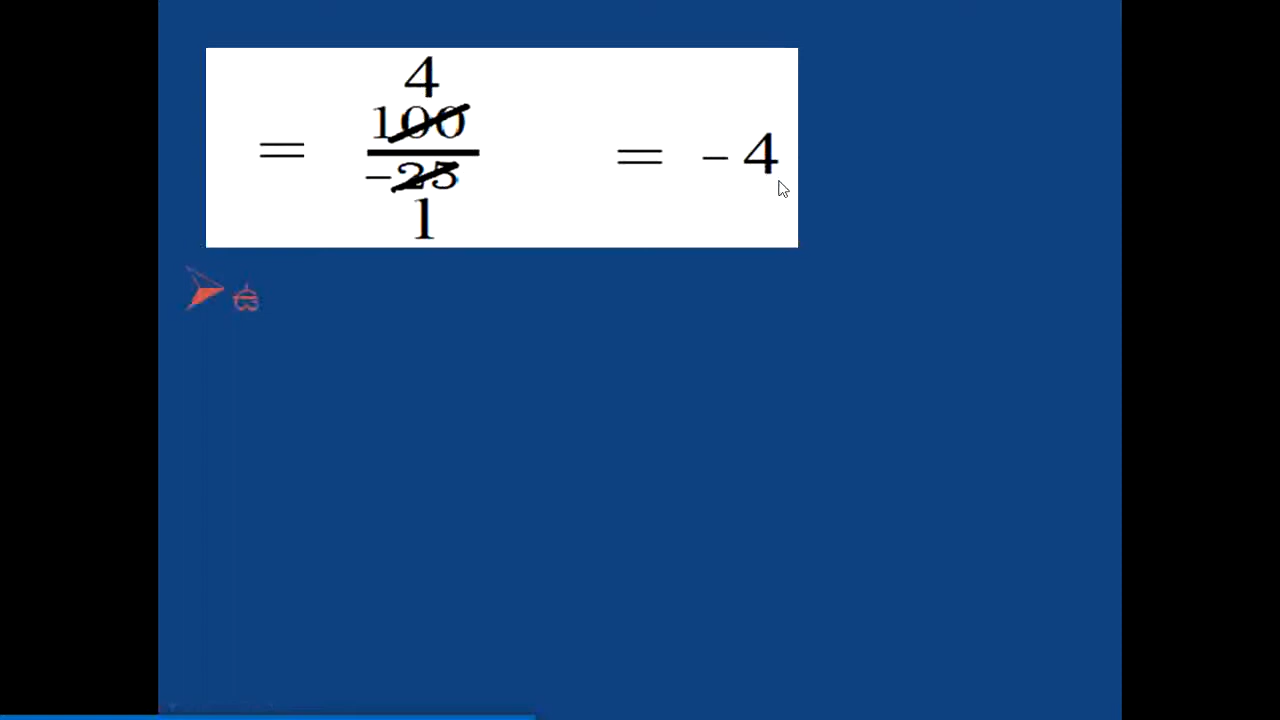 4
= 100 / -25 = - 4
1